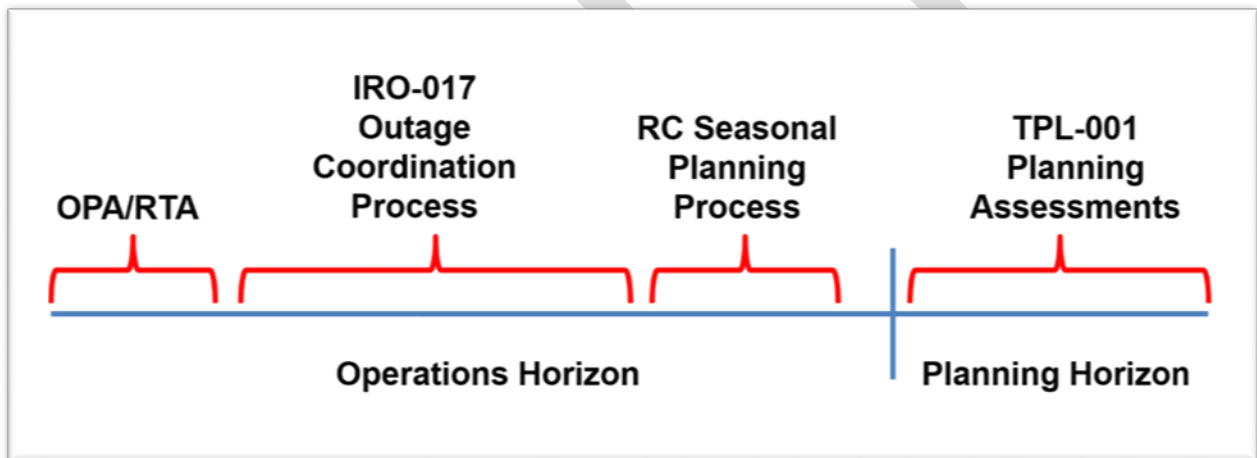 OPA/RTA
IRO-017
Outage
Coordination
Process
RC Seasonal
Planning
Process
TPL-001
Planning
Assessments
Operations Horizon
Planning Horizon